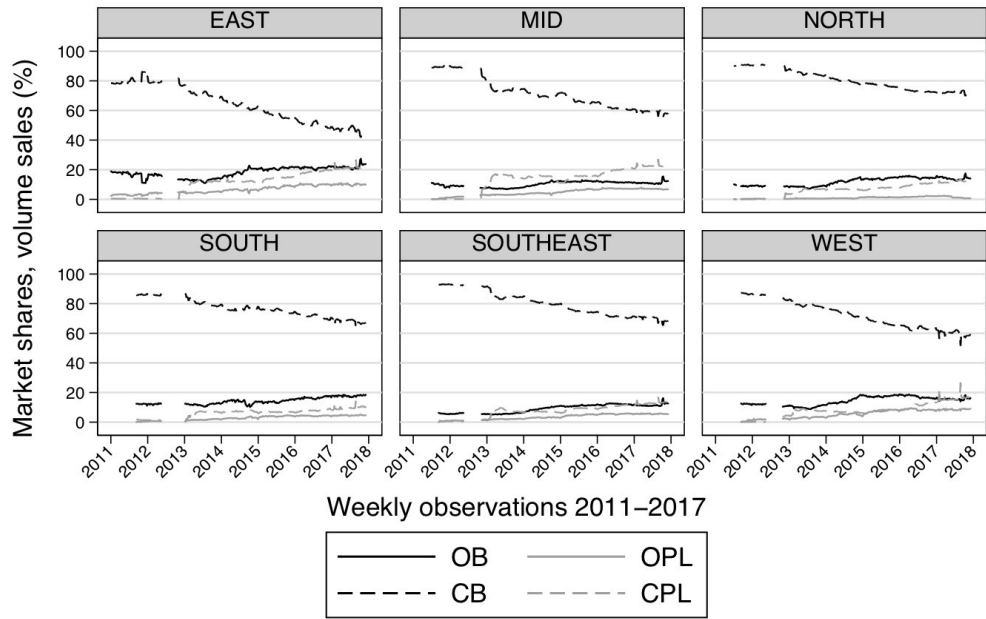 EAST MID NORTH
100
80
60
40
20
0
SOUTH SOUTHEAST WEST
100
80
60
40
20
0
Market shares, volume sales (%)
2011 2012 2013 2014 2015 2016 2017 2018 2011 2012 2013 2014 2015 2016 2017 2018 2011 2012 2013 2014 2015 2016 2017 2018
Weekly observations 2011–2017
OB OPL
CB CPL